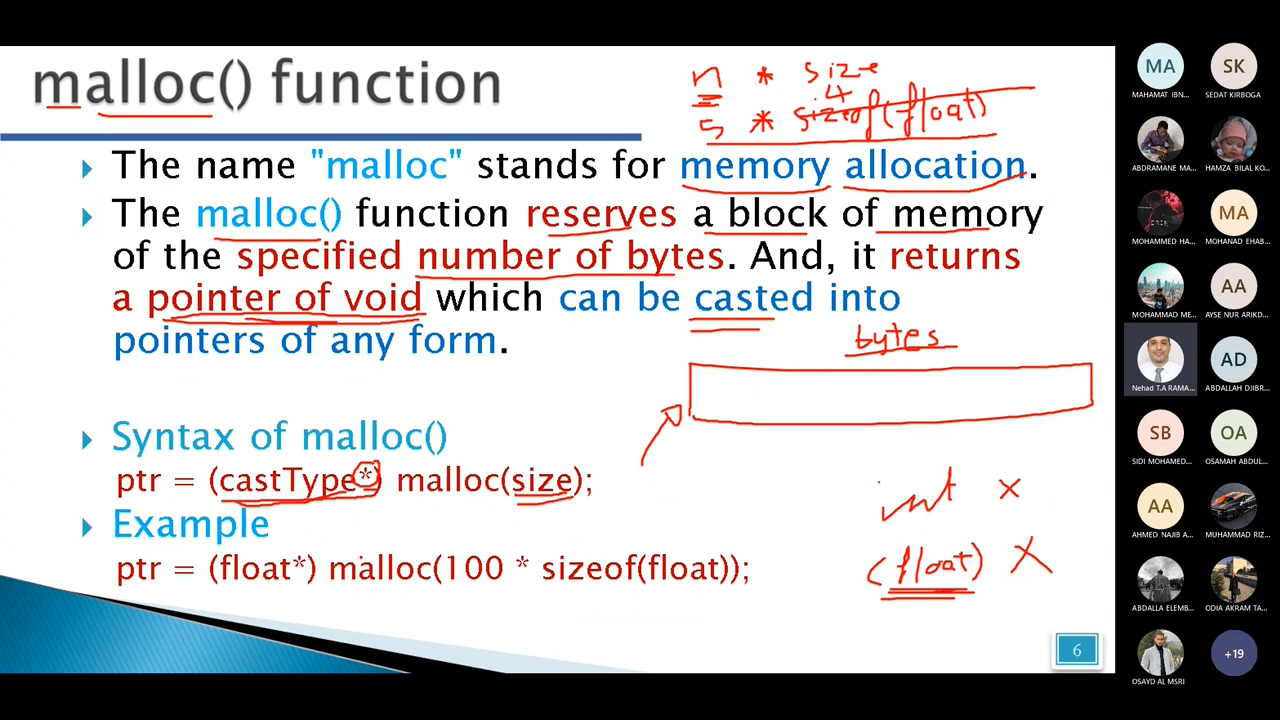 malloc() function
n * size
4
5 * sizeof(float)
The name "malloc" stands for memory allocation.
The malloc() function reserves a block of memory
of the specified number of bytes. And, it returns
a pointer of void which can be casted into
pointers of any form.
bytes
Syntax of malloc()
ptr = (castType*) malloc(size);
int x
Example
ptr = (float*) malloc(100 * sizeof(float));
(float) x
6
MA
MAHAMAT IBN...
SK
SEDAT KIRBOGA
ABDRAMANE MA...
HAMZA BILAL KO...
MOHAMMED HA...
MA
MOHANAD EHAB...
MOHAMMAD ME...
AA
AYSE NUR ARIKD...
Nehad T.A RAMA...
AD
ABDALLAH DJIBR...
SB
SIDI MOHAMED...
OA
OSAMAH ABDUL...
AA
AHMED NAJIB A...
MUHAMMAD RIZ...
ABDALLA ELEMB...
ODIA AKRAM TA...
OSAYD AL MSRI
+19